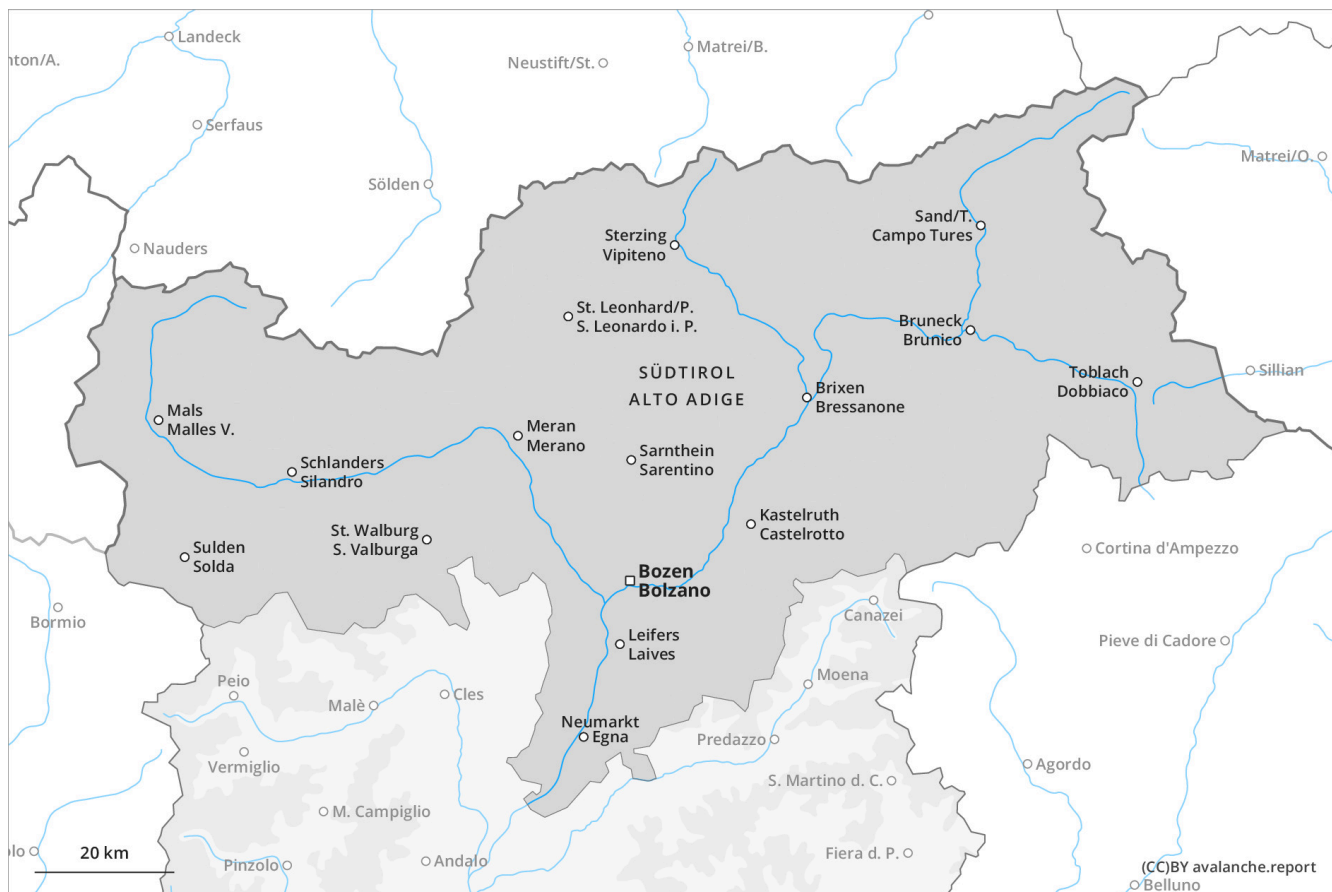 Landeck
Matrei/B.
nton/A.
Neustift/St.
Serfaus
Matrei/O.
Sölden
Sand/T.
Campo Tures
Sterzing
Vipiteno
Nauders
St. Leonhard/P.
S. Leonardo i. P.
Bruneck
Brunico
SÜDTIROL
ALTO ADIGE
Toblach
Dobbiaco
Sillian
Brixen
Bressanone
Mals
Malles V.
Meran
Merano
Sarnthein
Sarentino
Schlanders
Silandro
Kastelruth
Castelrotto
St. Walburg
S. Valburga
Sulden
Solda
Cortina d'Ampezzo
Bozen
Bolzano
Bormio
Canazei
Leifers
Laives
Pieve di Cadore
Peio
Moena
Malè
Cles
Neumarkt
Egna
Predazzo
Vermiglio
Agordo
S. Martino d. C.
M. Campiglio
olo
20 km
Pinzolo
Andalo
Fiera d. P.
(CC)BY avalanche.report
Belluno